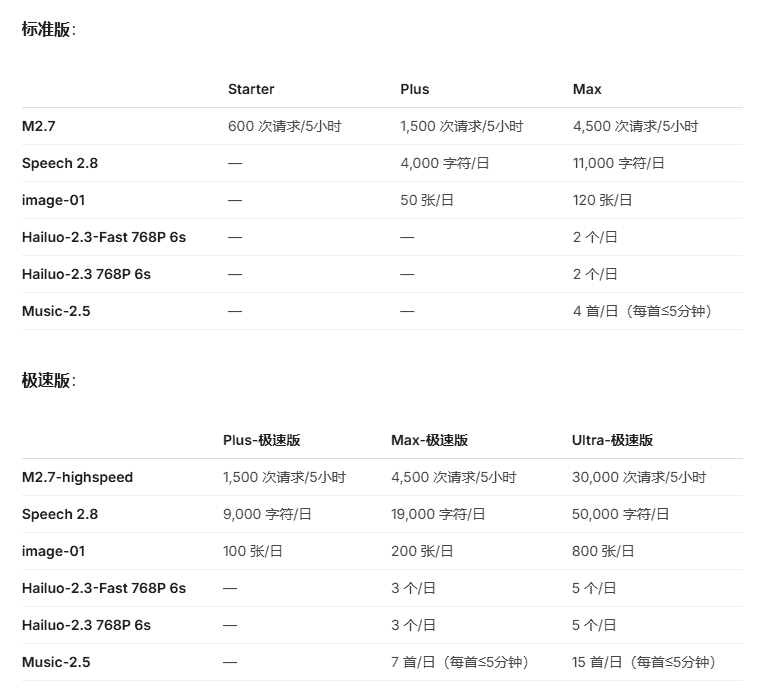 标准版：
Starter Plus Max
M2.7 600 次请求/5小时 1,500 次请求/5小时 4,500 次请求/5小时
Speech 2.8 — 4,000 字符/日 11,000 字符/日
image-01 — 50 张/日 120 张/日
Hailuo-2.3-Fast 768P 6s — — 2 个/日
Hailuo-2.3 768P 6s — — 2 个/日
Music-2.5 — — 4 首/日（每首≤5分钟）
极速版：
Plus-极速版 Max-极速版 Ultra-极速版
M2.7-highspeed 1,500 次请求/5小时 4,500 次请求/5小时 30,000 次请求/5小时
Speech 2.8 9,000 字符/日 19,000 字符/日 50,000 字符/日
image-01 100 张/日 200 张/日 800 张/日
Hailuo-2.3-Fast 768P 6s — 3 个/日 5 个/日
Hailuo-2.3 768P 6s — 3 个/日 5 个/日
Music-2.5 — 7 首/日（每首≤5分钟） 15 首/日（每首≤5分钟）